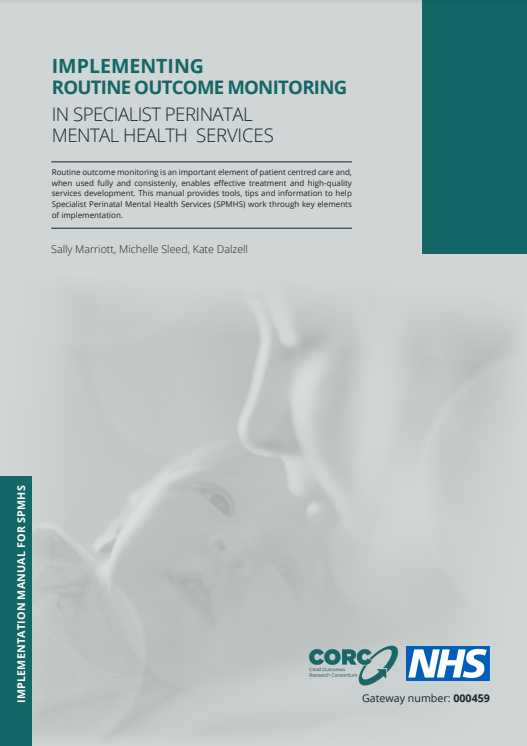 IMPLEMENTING
ROUTINE OUTCOME MONITORING
IN SPECIALIST PERINATAL
MENTAL HEALTH SERVICES
Routine outcome monitoring is an important element of patient centred care and,
when used fully and consistently, enables effective treatment and high-quality
services development. This manual provides tools, tips and information to help
Specialist Perinatal Mental Health Services (SPMHS) work through key elements
of implementation.
Sally Marriott, Michelle Sleed, Kate Dalzell
IMPLEMENTATION MANUAL FOR SPMHS
CORC
Child Outcomes
Research Consortium
NHS
Gateway number: 000459